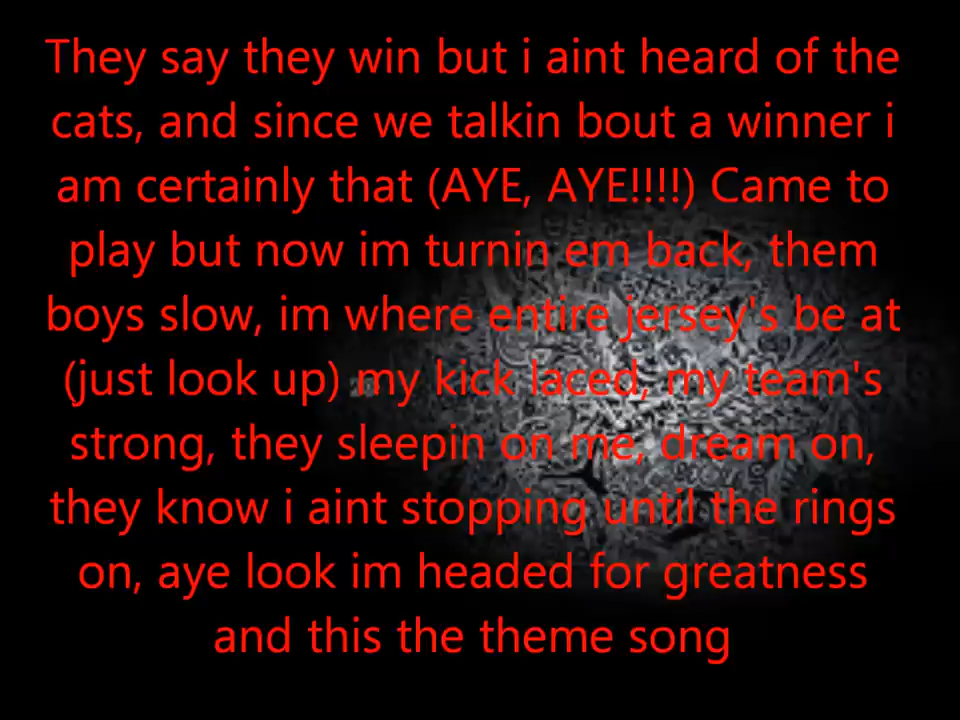 They say they win but i aint heard of the
cats, and since we talkin bout a winner i
am certainly that (AYE, AYE!!!!) Came to
play but now im turnin em back, them
boys slow, im where entire jersey's be at
(just look up) my kick laced, my team's
strong, they sleepin on me, dream on,
they know i aint stopping until the rings
on, aye look im headed for greatness
and this the theme song